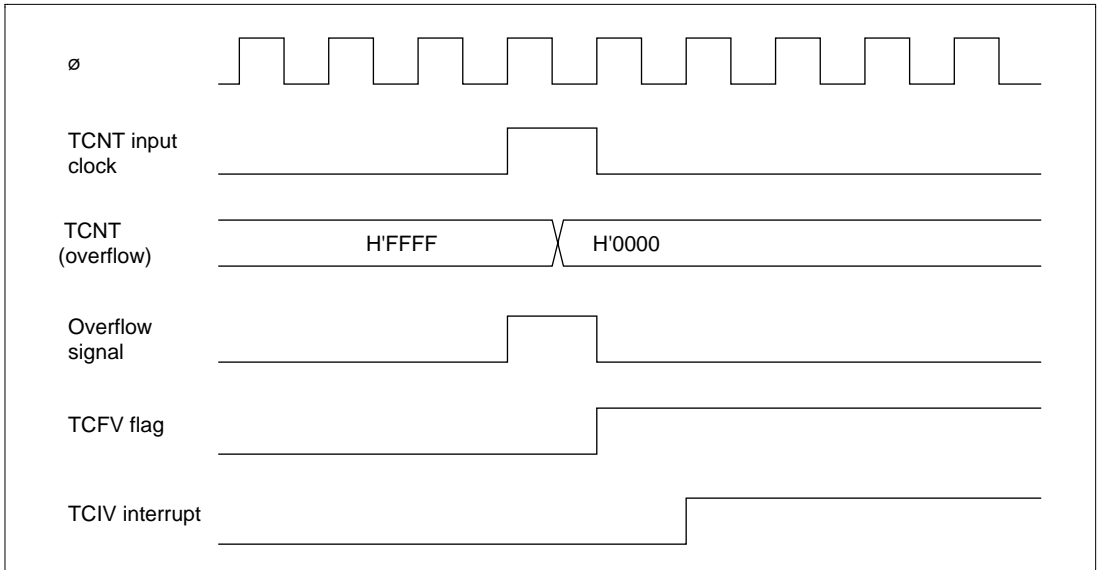 ø
TCNT input
clock
TCNT
(overflow)
H'FFFF
H'0000
Overflow
signal
TCFV flag
TCIV interrupt